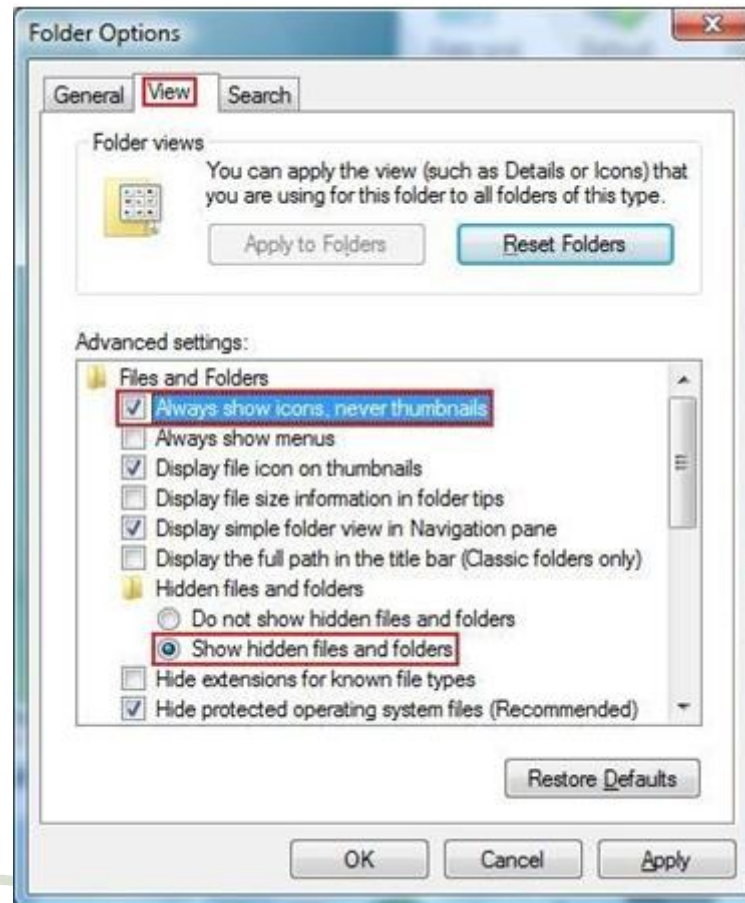 Folder Options
General View Search
Folder views
You can apply the view (such as Details or Icons) that
you are using for this folder to all folders of this type.
Apply to Folders Reset Folders
Advanced settings:
Files and Folders
Always show icons, never thumbnails
Always show menus
Display file icon on thumbnails
Display file size information in folder tips
Display simple folder view in Navigation pane
Display the full path in the title bar (Classic folders only)
Hidden files and folders
Do not show hidden files and folders
Show hidden files and folders
Hide extensions for known file types
Hide protected operating system files (Recommended)
Restore Defaults
OK Cancel Apply